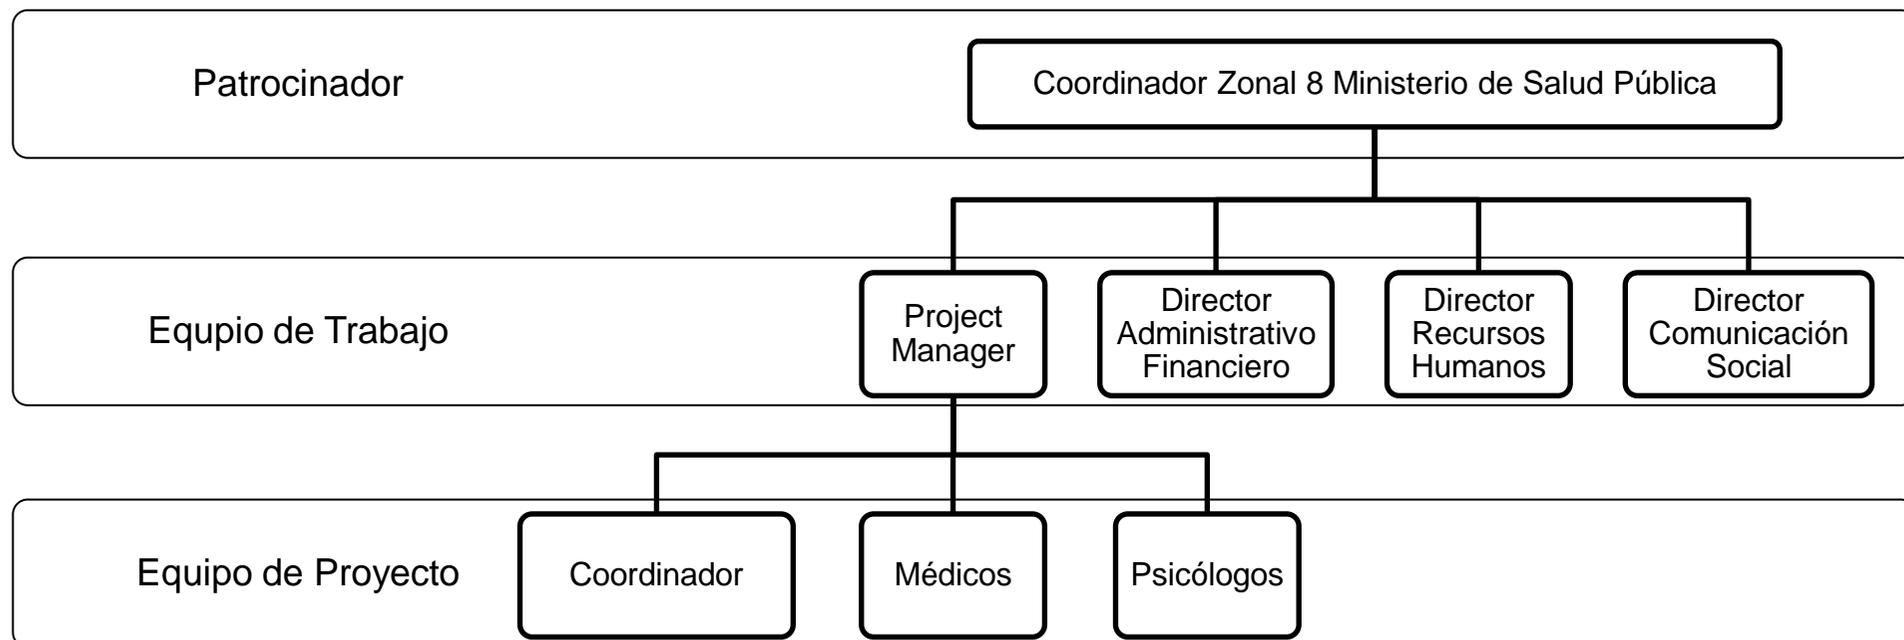 Patrocinador
Coordinador Zonal 8 Ministerio de Salud Pública
Equpio de Trabajo
Project
Manager
Director
Administrativo
Financiero
Director
Recursos
Humanos
Director
Comunicación
Social
Equipo de Proyecto
Coordinador
Médicos
Psicólogos